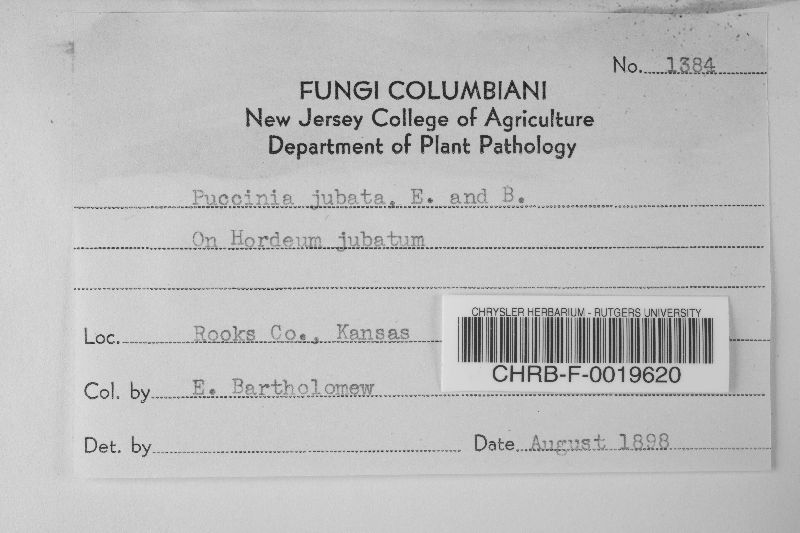 No. 1384
FUNGI COLUMBIANI
New Jersey College of Agriculture
Department of Plant Pathology
Puccinia jubata, E. and B.
On Hordeum jubatum
Loc. Rooks Co., Kansas
CHRYSLER HERBARIUM - RUTGERS UNIVERSITY
CHRB-F-0019620
Col. by E. Bartholomew
Det. by
Date August 1898